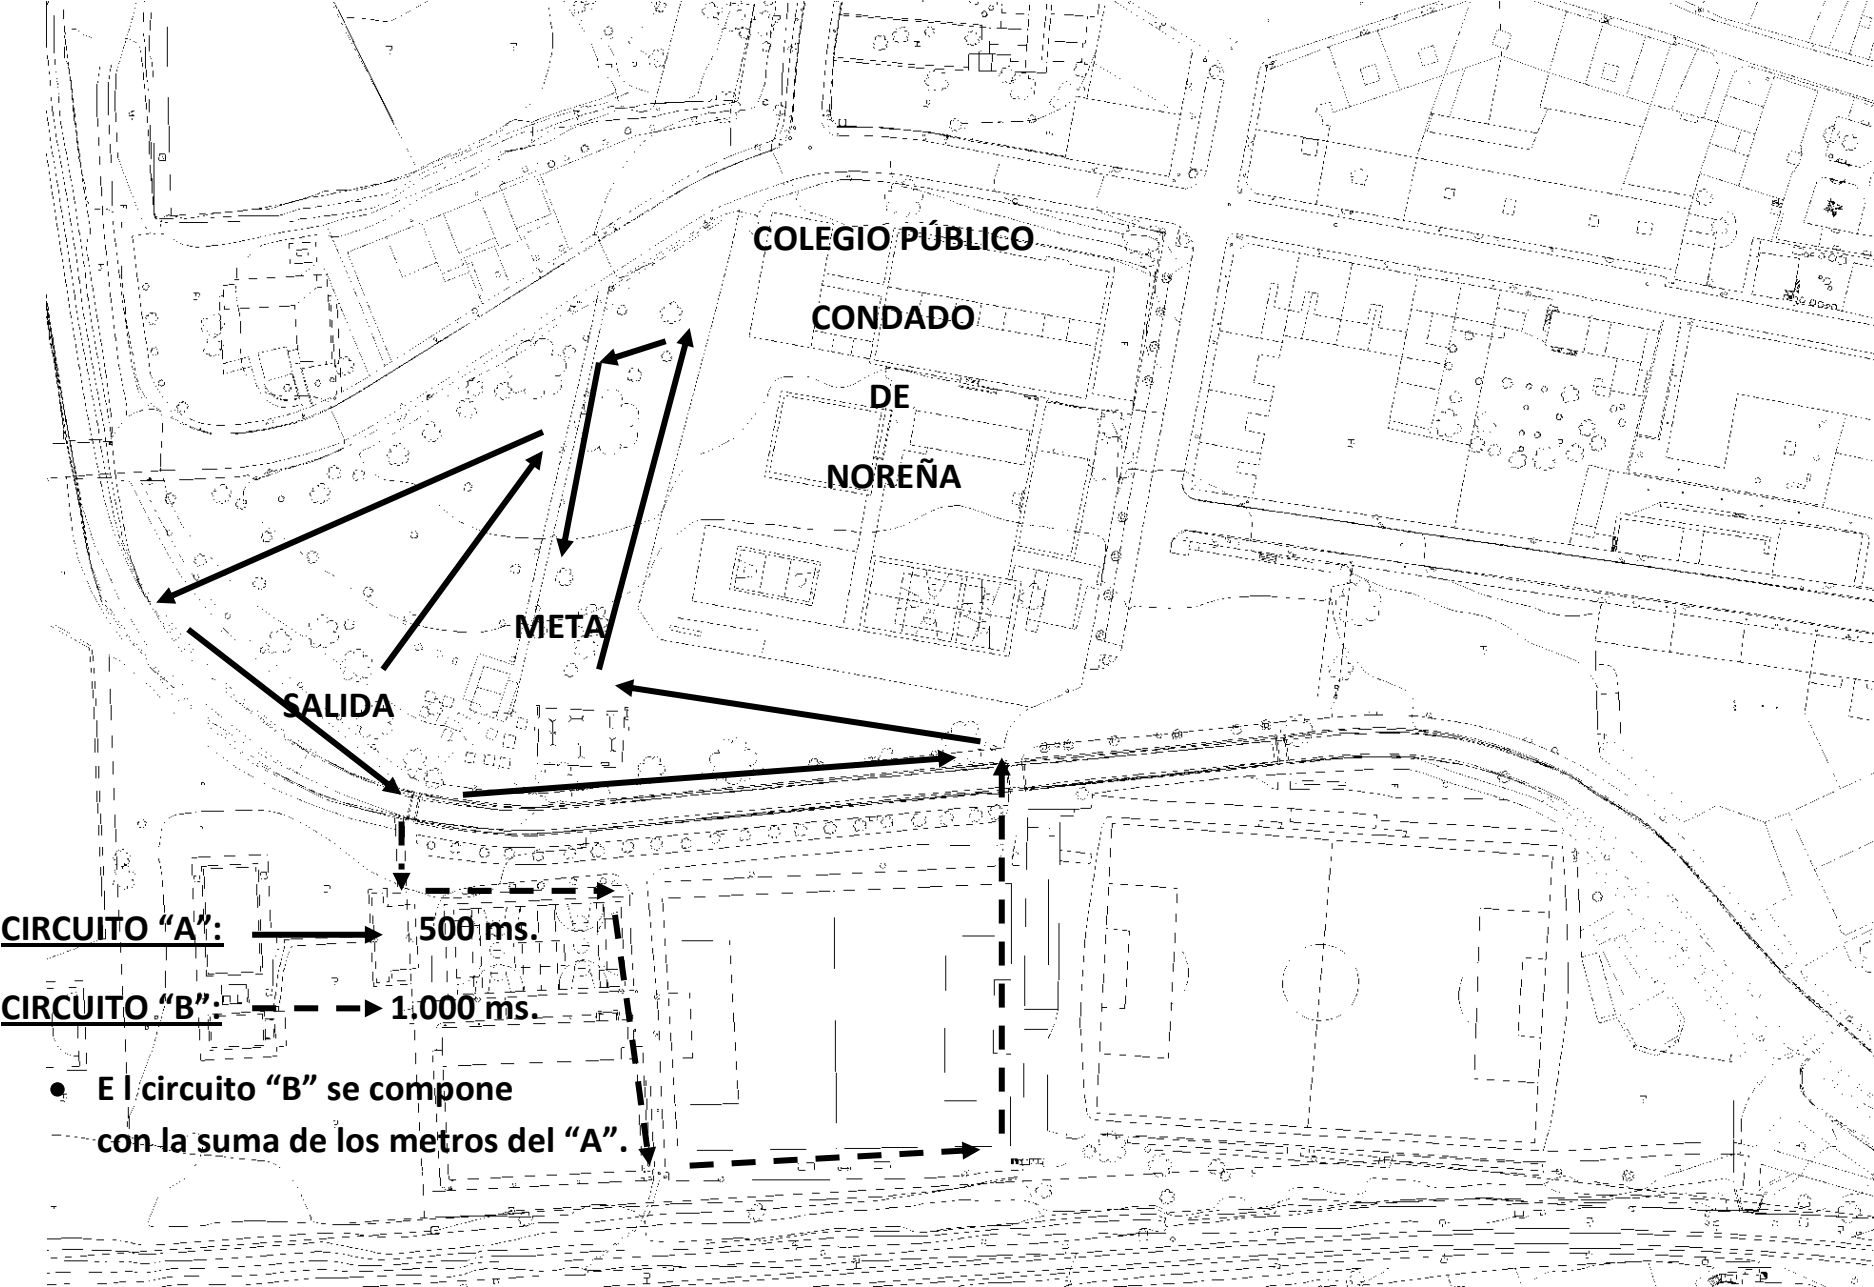 COLEGIO PÚBLICO
CONDADO
DE
NOREÑA
META
SALIDA
CIRCUITO “A”: 500 ms.
CIRCUITO “B”: 1.000 ms.
• E l circuito “B” se compone
con la suma de los metros del “A”.